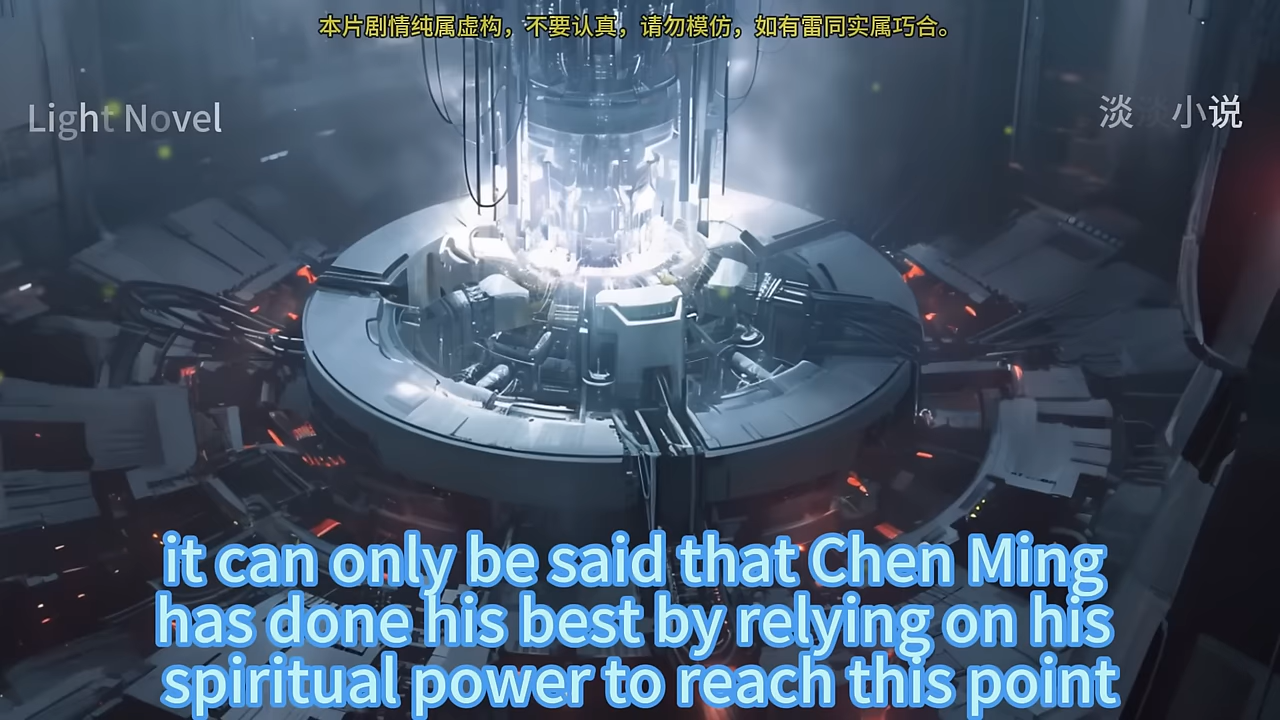 本片剧情纯属虚构，不要认真，请勿模仿，如有雷同实属巧合。
Light Novel
淡淡小说
it can only be said that Chen Ming
has done his best by relying on his
spiritual power to reach this point